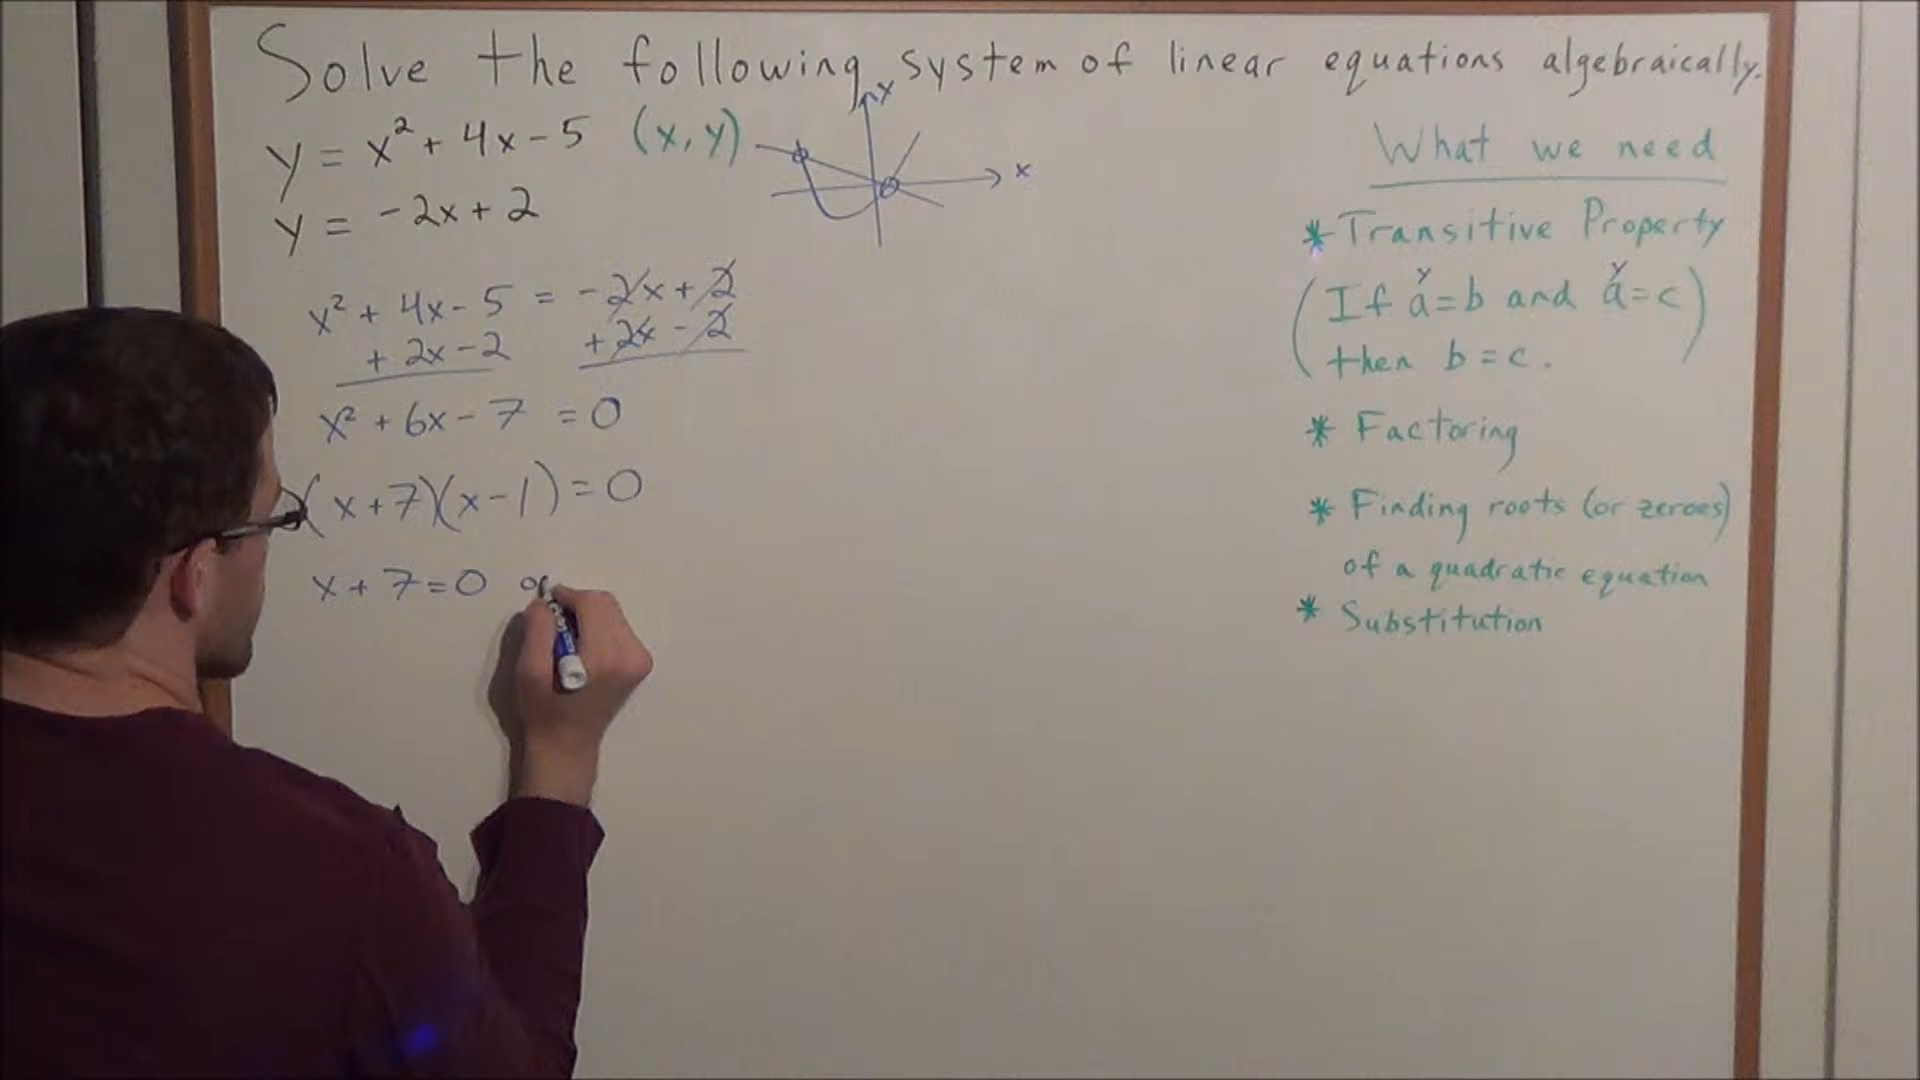 Solve the following system of linear equations algebraically.
y = x² + 4x - 5 (x, y)
y = -2x + 2
y
x
x² + 4x - 5 = -2x + 2
+ 2x - 2 + 2x - 2
x² + 6x - 7 = 0
(x + 7)(x - 1) = 0
x + 7 = 0 o
What we need
* Transitive Property
y y
(If a = b and a = c
then b = c.)
* Factoring
* Finding roots (or zeroes)
of a quadratic equation
* Substitution